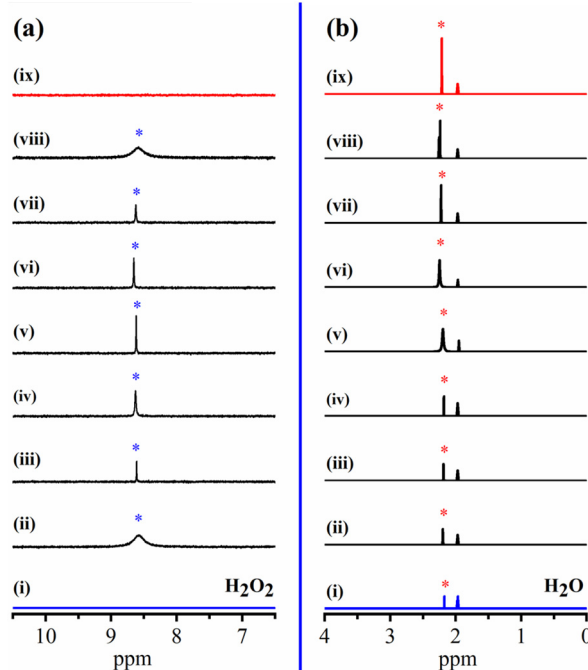 (a)
(ix)
*
(viii)
*
(vii)
*
(vi)
*
(v)
*
(iv)
*
(iii)
*
(ii)
(i) H₂O₂
10 9 8 7
ppm
(b)
*
(ix)
*
(viii)
*
(vii)
*
(vi)
*
(v)
*
(iv)
*
(iii)
*
(ii)
*
(i) H₂O
4 3 2 1 0
ppm